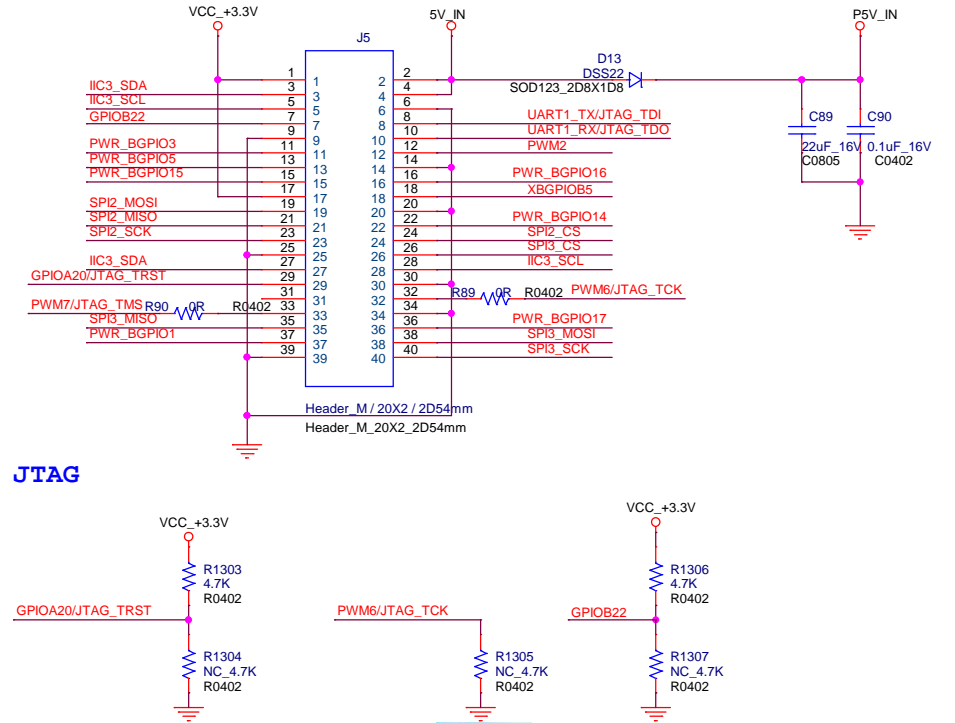 VCC_+3.3V
5V_IN
P5V_IN
J5
D13
DSS22
SOD123_2D8X1D8
1 1 2 2
IIC3_SDA 3 3 4 4
IIC3_SCL 5 5 6 6
GPIOB22 7 7 8 8 UART1_TX/JTAG_TDI
9 9 8 10 UART1_RX/JTAG_TDO
PWR_BGPIO3 11 11 12 12 PWM2
PWR_BGPIO5 13 13 14 14
PWR_BGPIO15 15 15 16 16 PWR_BGPIO16
17 17 18 18 XBGPIOB5
SPI2_MOSI 19 19 20 20
SPI2_MISO 21 21 22 22 PWR_BGPIO14
SPI2_SCK 23 23 24 24 SPI2_CS
25 25 26 26 SPI3_CS
IIC3_SDA 27 27 28 28 IIC3_SCL
GPIOA20/JTAG_TRST 29 29 30 30
31 31 32 32 R89 0R R0402 PWM6/JTAG_TCK
PWM7/JTAG_TMS R90 0R R0402 33 33 34 34
SPI3_MISO 35 35 36 36 PWR_BGPIO17
PWR_BGPIO1 37 37 38 38 SPI3_MOSI
39 39 40 40 SPI3_SCK
C89
22uF_16V
C0805
C90
0.1uF_16V
C0402
Header_M / 20X2 / 2D54mm
Header_M_20X2_2D54mm
JTAG
VCC_+3.3V
R1303
4.7K
R0402
GPIOA20/JTAG_TRST
R1304
NC_4.7K
R0402
PWM6/JTAG_TCK
R1305
NC_4.7K
R0402
VCC_+3.3V
R1306
4.7K
R0402
GPIOB22
R1307
NC_4.7K
R0402